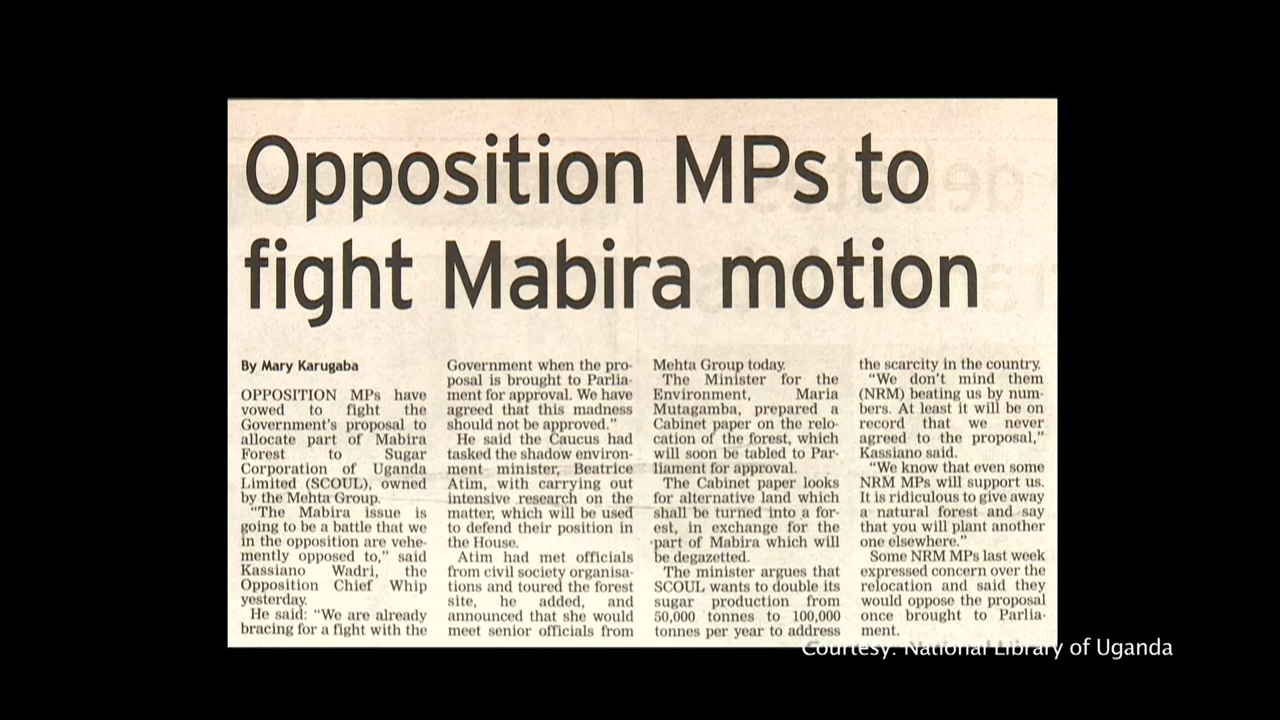 Opposition MPs to
fight Mabira motion
By Mary Karugaba
OPPOSITION MPs have
vowed to fight the
Government's proposal to
allocate part of Mabira
Forest to Sugar
Corporation of Uganda
Limited (SCOUL), owned
by the Mehta Group.
"The Mabira issue is
going to be a battle that we
in the opposition are vehe-
mently opposed to," said
Kassiano Wadri, the
Opposition Chief Whip
yesterday.
He said: "We are already
bracing for a fight with the
Government when the pro-
posal is brought to Parlia-
ment for approval. We have
agreed that this madness
should not be approved."
He said the Caucus had
tasked the shadow environ-
ment minister, Beatrice
Atim, with carrying out
intensive research on the
matter, which will be used
to defend their position in
the House.
Atim had met officials
from civil society organisa-
tions and toured the forest
site, he added, and
announced that she would
meet senior officials from
Mehta Group today.
The Minister for the
Environment, Maria
Mutagamba, prepared a
Cabinet paper on the relo-
cation of the forest, which
will soon be tabled to Par-
liament for approval.
The Cabinet paper looks
for alternative land which
shall be turned into a for-
est, in exchange for the
part of Mabira which will
be degazetted.
The minister argues that
SCOUL wants to double its
sugar production from
50,000 tonnes to 100,000
tonnes per year to address
the scarcity in the country.
"We don't mind them
(NRM) beating us by num-
bers. At least it will be on
record that we never
agreed to the proposal,"
Kassiano said.
"We know that even some
NRM MPs will support us.
It is ridiculous to give away
a natural forest and say
that you will plant another
one elsewhere."
Some NRM MPs last week
expressed concern over the
relocation and said they
would oppose the proposal
once brought to Parlia-
ment.
Courtesy: National Library of Uganda